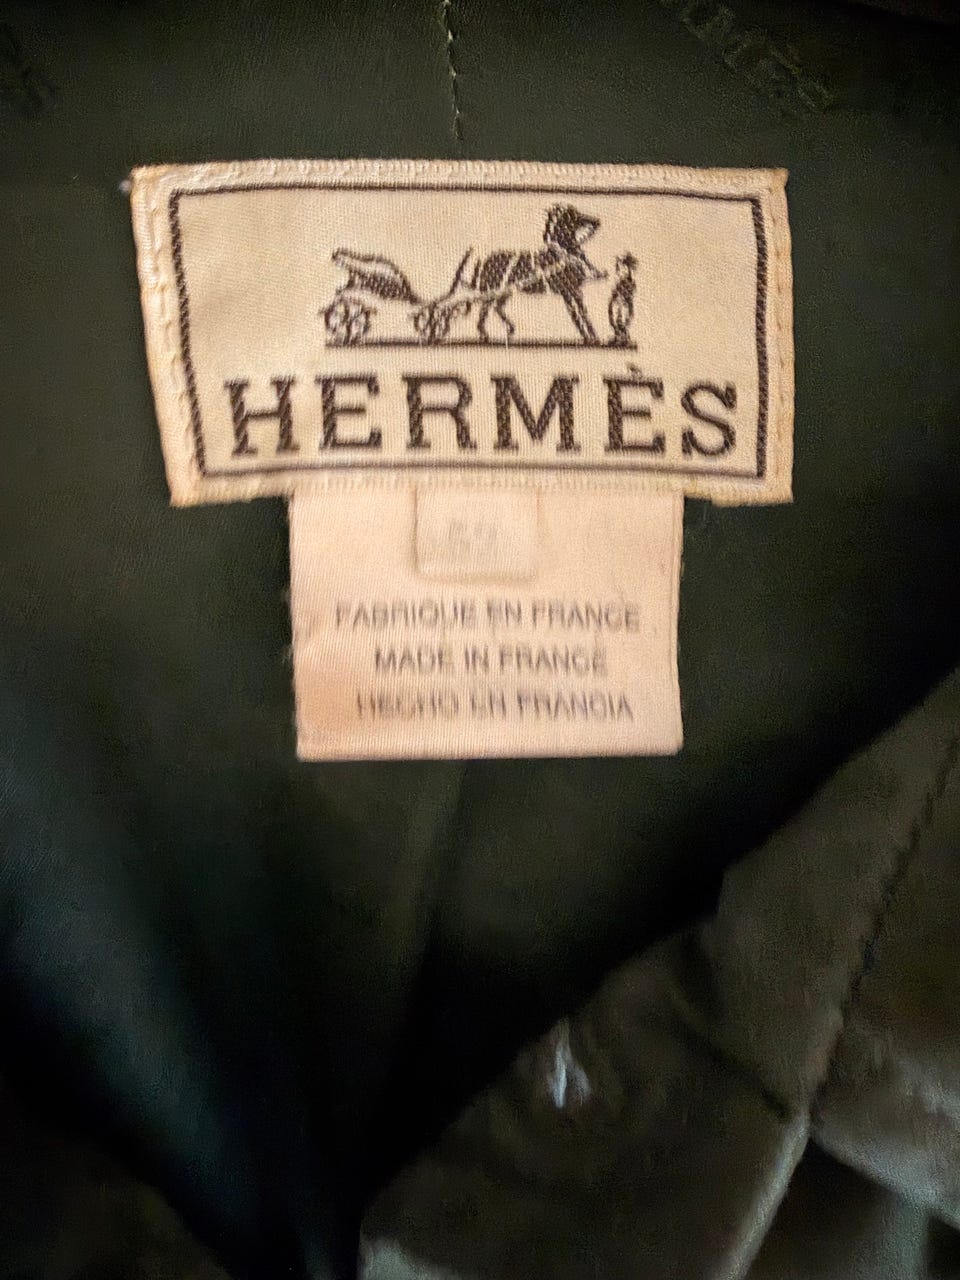 HERMÈS
FABRIQUE EN FRANCE
MADE IN FRANCE
HECHO EN FRANCIA